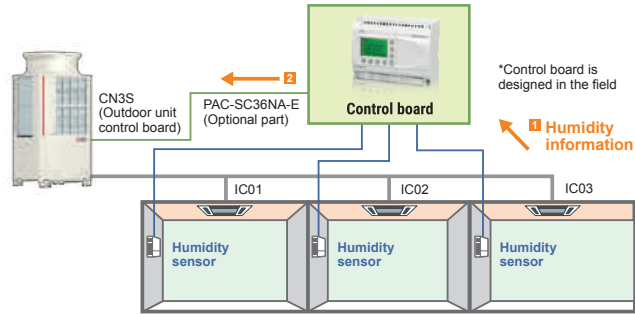 CN3S
(Outdoor unit
control board)
2
PAC-SC36NA-E
(Optional part)
Control board
*Control board is
designed in the field
1 Humidity
information
IC01
IC02
IC03
Humidity
sensor
Humidity
sensor
Humidity
sensor